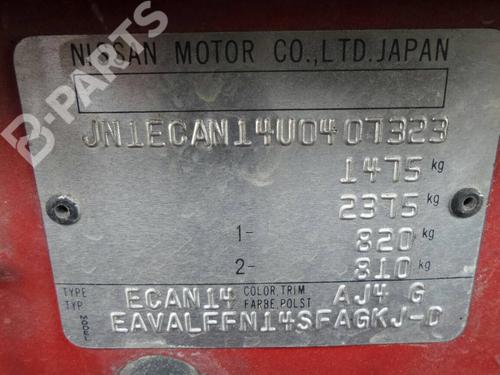 NISSAN MOTOR CO.,LTD.JAPAN
JN1ECAN14U0407323
1475 kg
2375 kg
1- 820 kg
2- 810 kg
TYPE TYP ECAN14 COLOR,TRIM FARBE,POLST AJ4 G
MODEL EAVALFFN14SFAGKJ-D